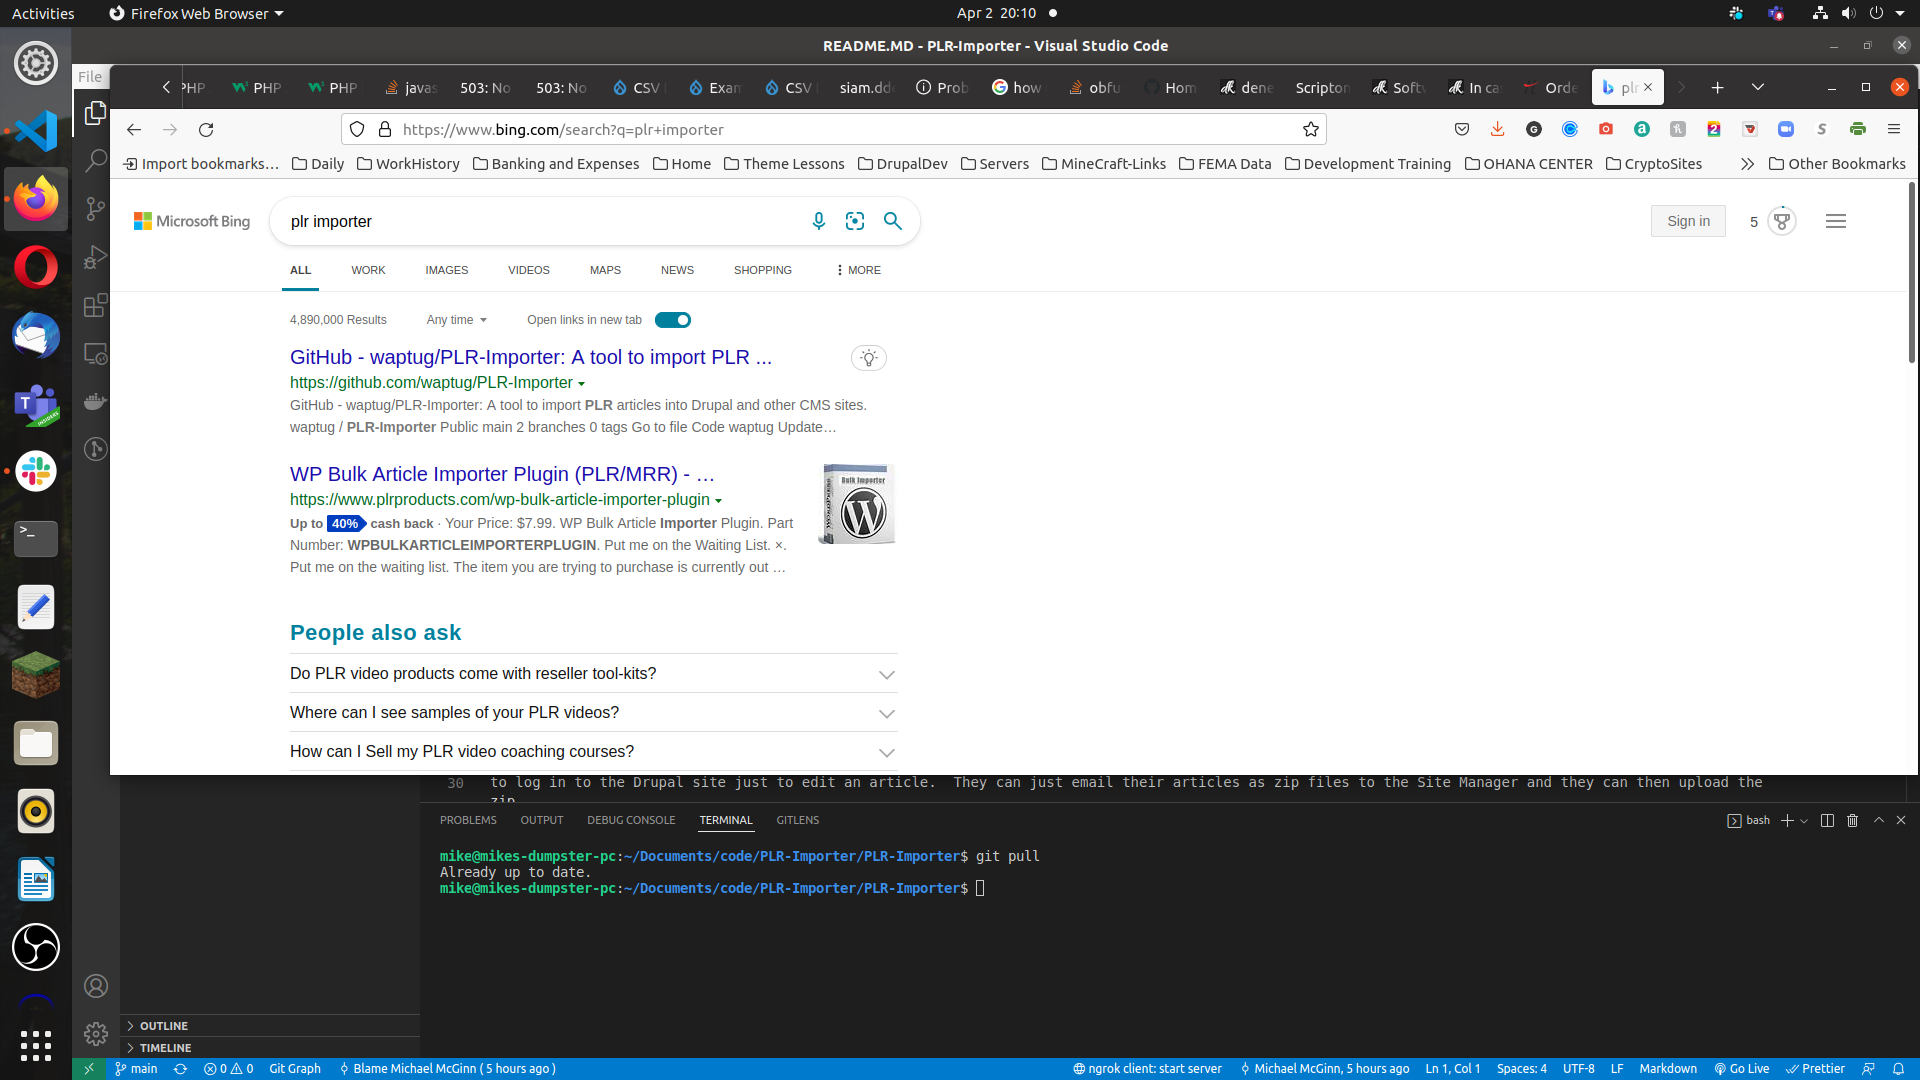 Activities
Firefox Web Browser
Apr 2 20:10
README.MD - PLR-Importer - Visual Studio Code
File
PHP
PHP
PHP
javas
503: No
503: No
CSV
Exam
CSV
siam.dd
Prob
how
obfu
Hom
dene
Scripton
Softv
In ca
Orde
plr
https://www.bing.com/search?q=plr+importer
Import bookmarks…
Daily
WorkHistory
Banking and Expenses
Home
Theme Lessons
DrupalDev
Servers
MineCraft-Links
FEMA Data
Development Training
OHANA CENTER
CryptoSites
Other Bookmarks
Microsoft Bing
plr importer
Sign in
5
ALL
WORK
IMAGES
VIDEOS
MAPS
NEWS
SHOPPING
MORE
4,890,000 Results
Any time
Open links in new tab
GitHub - waptug/PLR-Importer: A tool to import PLR ...
https://github.com/waptug/PLR-Importer
GitHub - waptug/PLR-Importer: A tool to import PLR articles into Drupal and other CMS sites.
waptug / PLR-Importer Public main 2 branches 0 tags Go to file Code waptug Update…
WP Bulk Article Importer Plugin (PLR/MRR) - …
https://www.plrproducts.com/wp-bulk-article-importer-plugin
Up to 40% cash back · Your Price: $7.99. WP Bulk Article Importer Plugin. Part
Number: WPBULKARTICLEIMPORTERPLUGIN. Put me on the Waiting List. ×.
Put me on the waiting list. The item you are trying to purchase is currently out …
Bulk Importer
WordPress
People also ask
Do PLR video products come with reseller tool-kits?
Where can I see samples of your PLR videos?
How can I Sell my PLR video coaching courses?
30 to log in to the Drupal site just to edit an article.  They can just email their articles as zip files to the Site Manager and they can then upload the
zip
PROBLEMS
OUTPUT
DEBUG CONSOLE
TERMINAL
GITLENS
bash
mike@mikes-dumpster-pc:~/Documents/code/PLR-Importer/PLR-Importer$ git pull
Already up to date.
mike@mikes-dumpster-pc:~/Documents/code/PLR-Importer/PLR-Importer$
OUTLINE
TIMELINE
main
0
0
Git Graph
Blame Michael McGinn ( 5 hours ago )
ngrok client: start server
Michael McGinn, 5 hours ago
Ln 1, Col 1
Spaces: 4
UTF-8
LF
Markdown
Go Live
Prettier